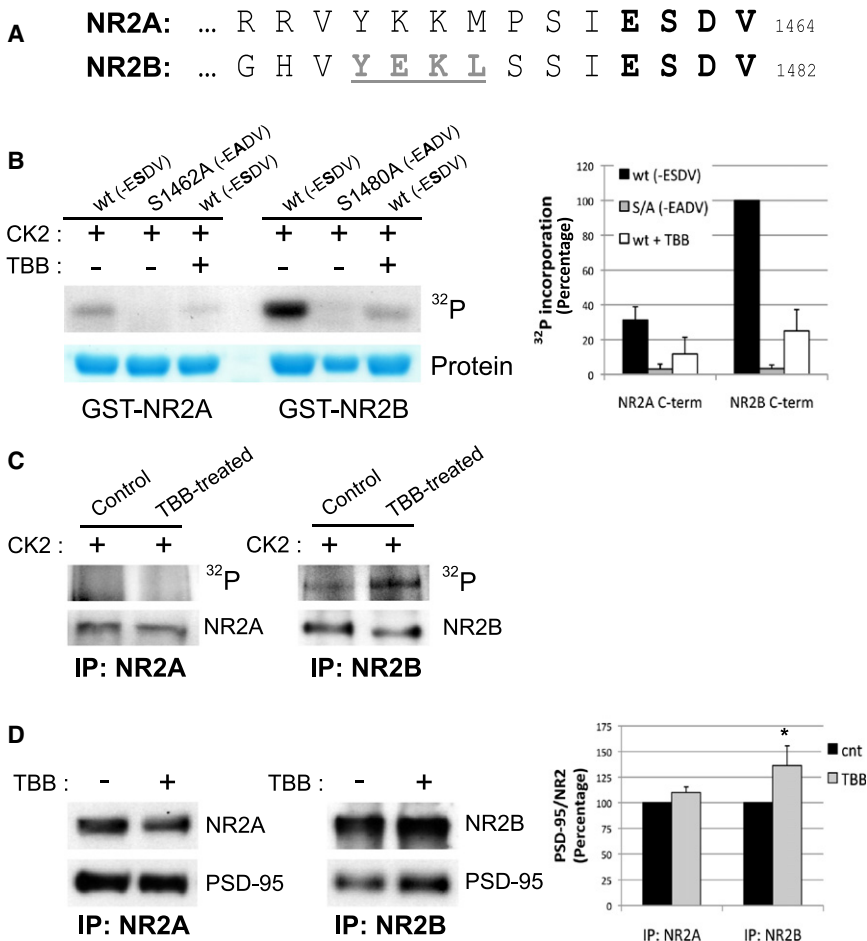 A
NR2A: ... R R V Y K K M P S I E S D V 1464
NR2B: ... G H V Y E K L S S I E S D V 1482
B
wt (-ESDV) S1462A (-EADV) wt (-ESDV) wt (-ESDV) S1480A (-EADV) wt (-ESDV)
CK2 : + + + + + +
TBB : - - + - - +
32P
Protein
GST-NR2A GST-NR2B
32P incorporation
(Percentage)
120
100
80
60
40
20
0
wt (-ESDV)
S/A (-EADV)
wt + TBB
NR2A C-term NR2B C-term
C
Control TBB-treated Control TBB-treated
CK2 : + + CK2 : + +
32P 32P
NR2A NR2B
IP: NR2A IP: NR2B
D
TBB : - + TBB : - +
NR2A NR2B
PSD-95 PSD-95
IP: NR2A IP: NR2B
PSD-95/NR2
(Percentage)
175
150
125
100
75
50
25
0
*
cnt
TBB
IP: NR2A IP: NR2B